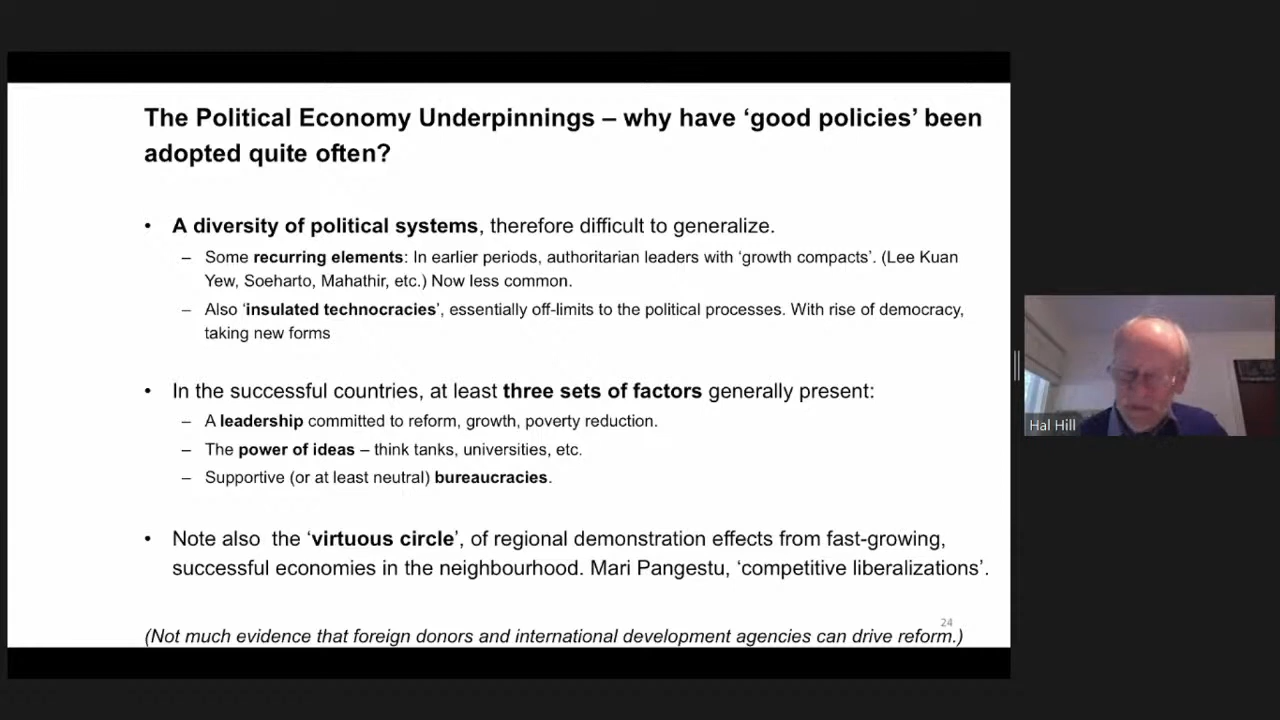 The Political Economy Underpinnings – why have ‘good policies’ been
adopted quite often?
• A diversity of political systems, therefore difficult to generalize.
– Some recurring elements: In earlier periods, authoritarian leaders with ‘growth compacts’. (Lee Kuan
Yew, Soeharto, Mahathir, etc.) Now less common.
– Also ‘insulated technocracies’, essentially off-limits to the political processes. With rise of democracy,
taking new forms
• In the successful countries, at least three sets of factors generally present:
– A leadership committed to reform, growth, poverty reduction.
– The power of ideas – think tanks, universities, etc.
– Supportive (or at least neutral) bureaucracies.
• Note also the ‘virtuous circle’, of regional demonstration effects from fast-growing,
successful economies in the neighbourhood. Mari Pangestu, ‘competitive liberalizations’.
24
(Not much evidence that foreign donors and international development agencies can drive reform.)
Hal Hill